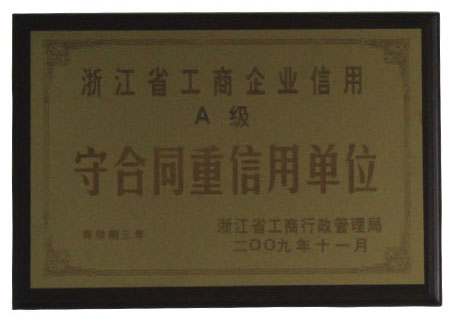 浙江省工商企业信用
A 级
守合同重信用单位
有效期三年
浙江省工商行政管理局
二〇〇九年十一月